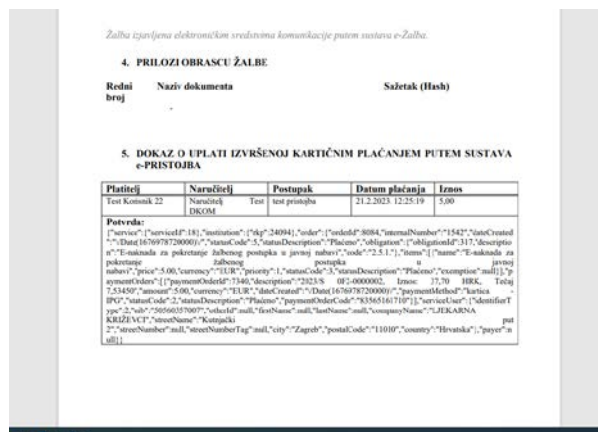 Žalba izjavljena elektroničkim sredstvima komunikacije putem sustava e-Žalba.
4. PRILOZI OBRASCU ŽALBE
Redni broj Naziv dokumenta Sažetak (Hash)
5. DOKAZ O UPLATI IZVRŠENOJ KARTIČNIM PLAĆANJEM PUTEM SUSTAVA
e-PRISTOJBA
Platitelj Naručitelj Postupak Datum plaćanja Iznos
Test Korisnik 22 Naručitelj Test DKOM test pristojba 21.2.2023. 12:25:19 5,00
Potvrda:
{"service":{"serviceId":18},"institution":{"rkp":24094},"order":{"orderId":8084,"internalNumber":"1542","dateCreated
":"\/Date(1676978720000)\/","statusCode":5,"statusDescription":"Plaćeno","obligation":{"obligationId":317,"descriptio
n":"E-naknada za pokretanje žalbenog postupka u javnoj nabavi","code":"2.5.1."},"items":[{"name":"E-naknada za
pokretanje žalbenog postupka u javnoj
nabavi","price":5.00,"currency":"EUR","priority":1,"statusCode":3,"statusDescription":"Plaćeno","exemption":null}],"p
aymentOrders":[{"paymentOrderId":7340,"description":"2023/S 0F2-0000002, Iznos: 37,70 HRK, Tečaj
7,53450","amount":5.00,"currency":"EUR","dateCreated":"\/Date(1676978720000)\/","paymentMethod":"kartica -
IPG","statusCode":2,"statusDescription":"Plaćeno","paymentOrderCode":"83565161710"}],"serviceUser":{"identifierT
ype":2,"oib":"50560357007","otherId":null,"firstName":null,"lastName":null,"companyName":"LJEKARNA
KRIŽEVCI","streetName":"Kutnjački put
2","streetNumber":null,"streetNumberTag":null,"city":"Zagreb","postalCode":"11010","country":"Hrvatska"},"payer":n
ull}}